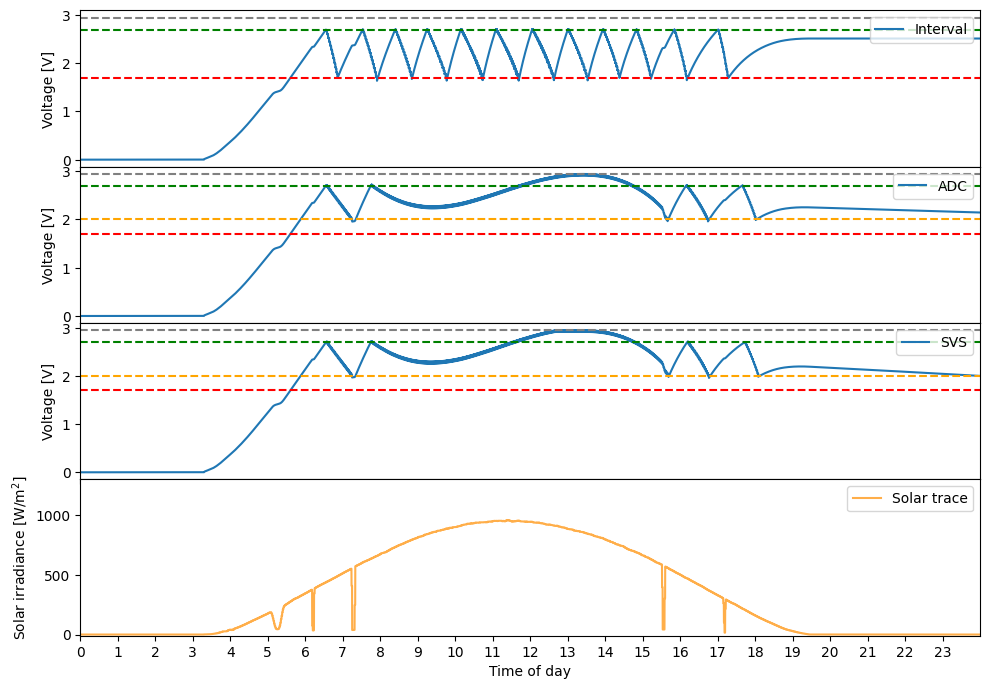 3
2
1
0
Voltage [V]
Interval
3
2
1
0
Voltage [V]
ADC
3
2
1
0
Voltage [V]
SVS
1000
500
0
Solar irradiance [W/m²]
Solar trace
0 1 2 3 4 5 6 7 8 9 10 11 12 13 14 15 16 17 18 19 20 21 22 23
Time of day